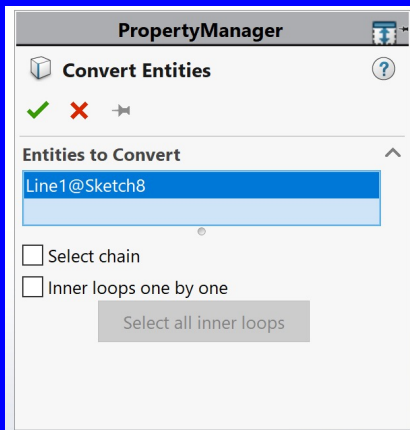 PropertyManager
Convert Entities
Entities to Convert
Line1@Sketch8
Select chain
Inner loops one by one
Select all inner loops